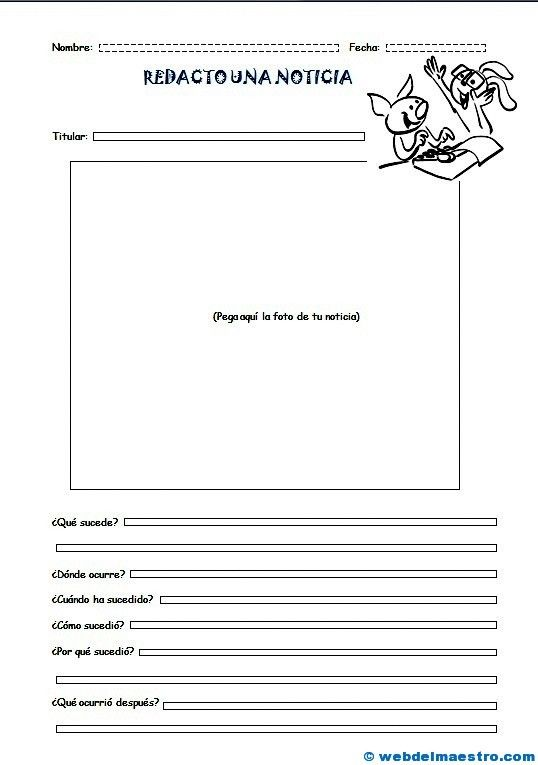 Nombre: Fecha:
REDACTO UNA NOTICIA
Titular:
(Pega aquí la foto de tu noticia)
¿Qué sucede?
¿Dónde ocurre?
¿Cuándo ha sucedido?
¿Cómo sucedió?
¿Por qué sucedió?
¿Qué ocurrió después?
© webdelmaestro.com